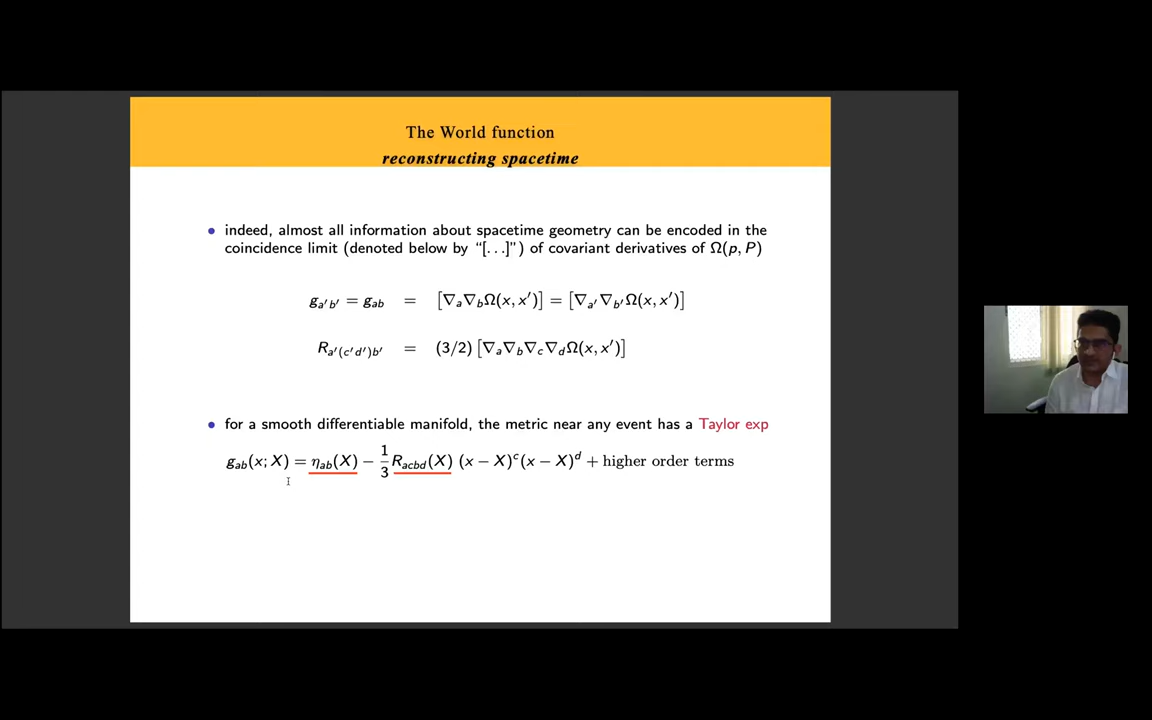 The World function
reconstructing spacetime
• indeed, almost all information about spacetime geometry can be encoded in the
coincidence limit (denoted below by “[. . .]”) of covariant derivatives of Ω(p, P)
g_{a′b′} = g_{ab} = [∇_a∇_bΩ(x, x′)] = [∇_{a′}∇_{b′}Ω(x, x′)]
R_{a′(c′d′)b′} = (3/2) [∇_a∇_b∇_c∇_dΩ(x, x′)]
• for a smooth differentiable manifold, the metric near any event has a Taylor exp
g_{ab}(x; X) = η_{ab}(X) − 1/3 R_{acbd}(X) (x − X)^c(x − X)^d + higher order terms